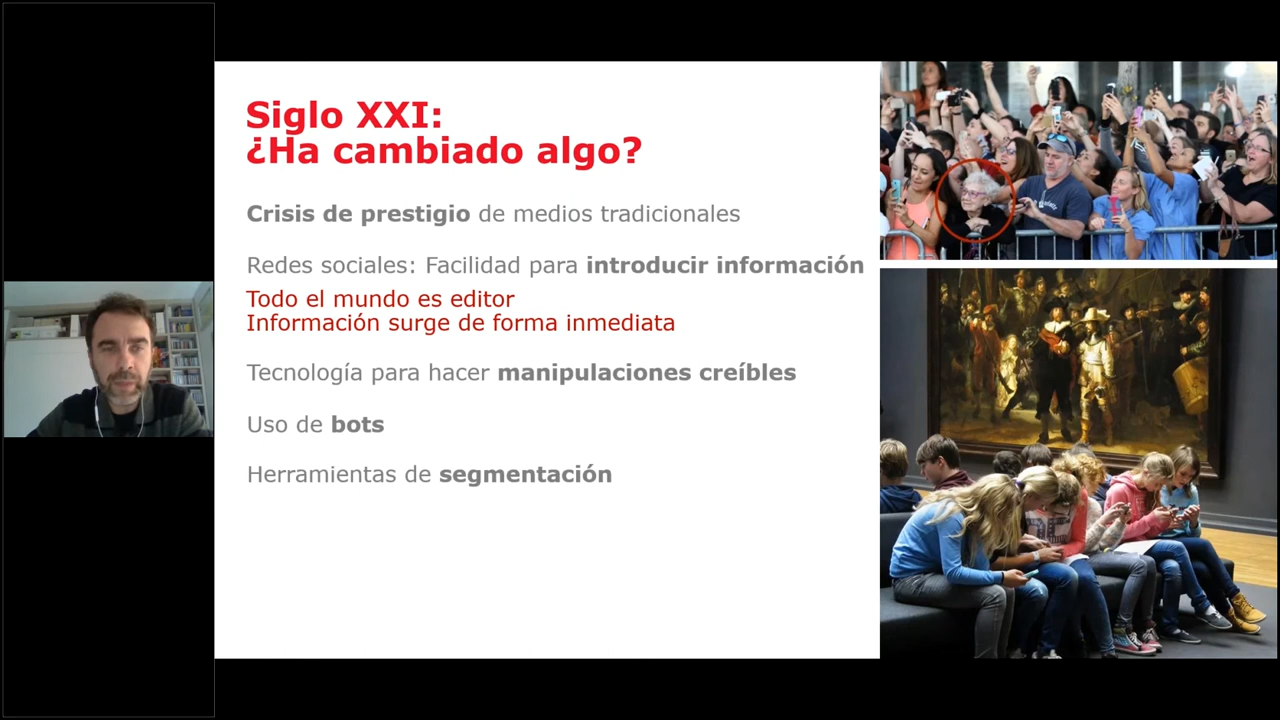 Siglo XXI:
¿Ha cambiado algo?
Crisis de prestigio de medios tradicionales
Redes sociales: Facilidad para introducir información
Todo el mundo es editor
Información surge de forma inmediata
Tecnología para hacer manipulaciones creíbles
Uso de bots
Herramientas de segmentación